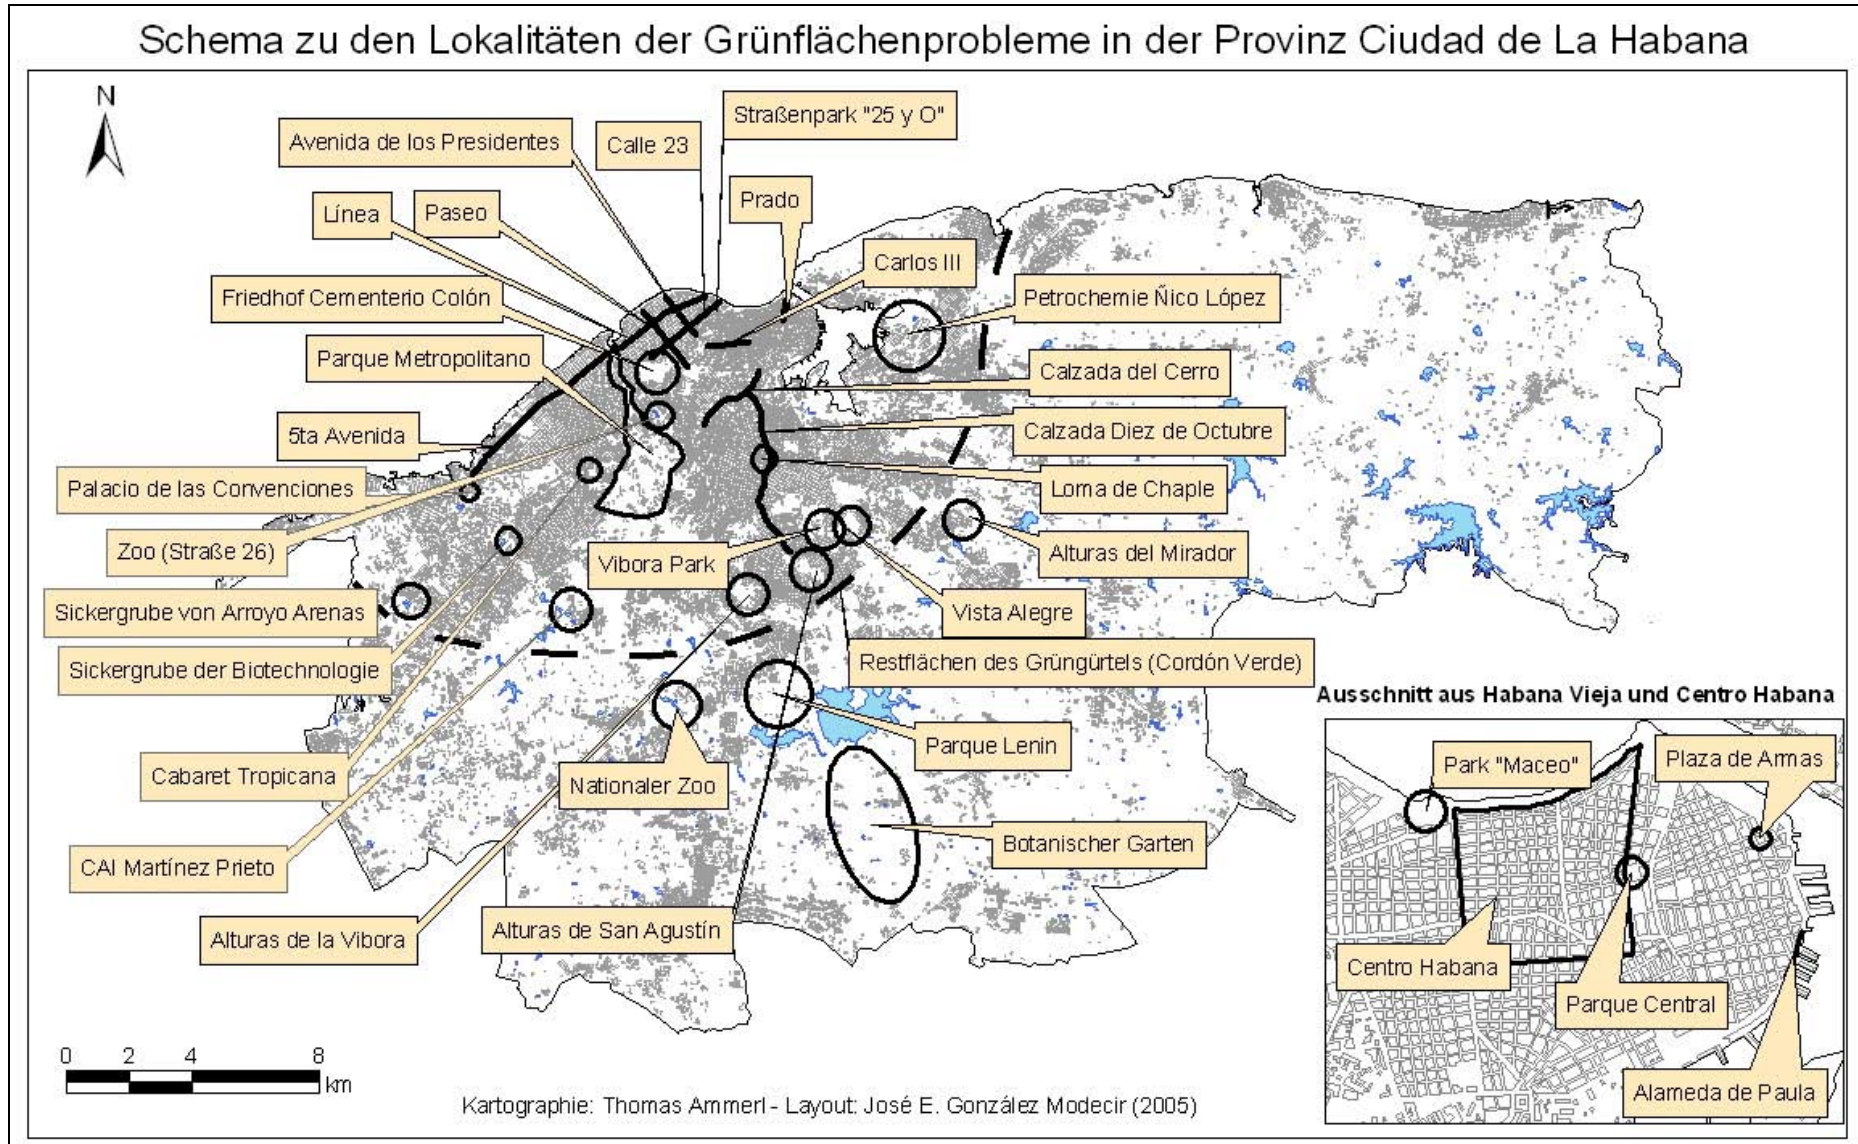 Schema zu den Lokalitäten der Grünflächenprobleme in der Provinz Ciudad de La Habana
N
Straßenpark "25 y O"
Avenida de los Presidentes
Calle 23
Prado
Línea
Paseo
Carlos III
Friedhof Cementerio Colón
Petrochemie Ñico López
Parque Metropolitano
Calzada del Cerro
5ta Avenida
Calzada Diez de Octubre
Palacio de las Convenciones
Loma de Chaple
Zoo (Straße 26)
Vibora Park
Alturas del Mirador
Sickergrube von Arroyo Arenas
Vista Alegre
Sickergrube der Biotechnologie
Restflächen des Grüngürtels (Cordón Verde)
Cabaret Tropicana
Nationaler Zoo
Parque Lenin
CAI Martínez Prieto
Botanischer Garten
Alturas de la Vibora
Alturas de San Agustín
Ausschnitt aus Habana Vieja und Centro Habana
Park "Maceo"
Plaza de Armas
Centro Habana
Parque Central
Alameda de Paula
0 2 4 8
km
Kartographie: Thomas Ammerl - Layout: José E. González Modecir (2005)